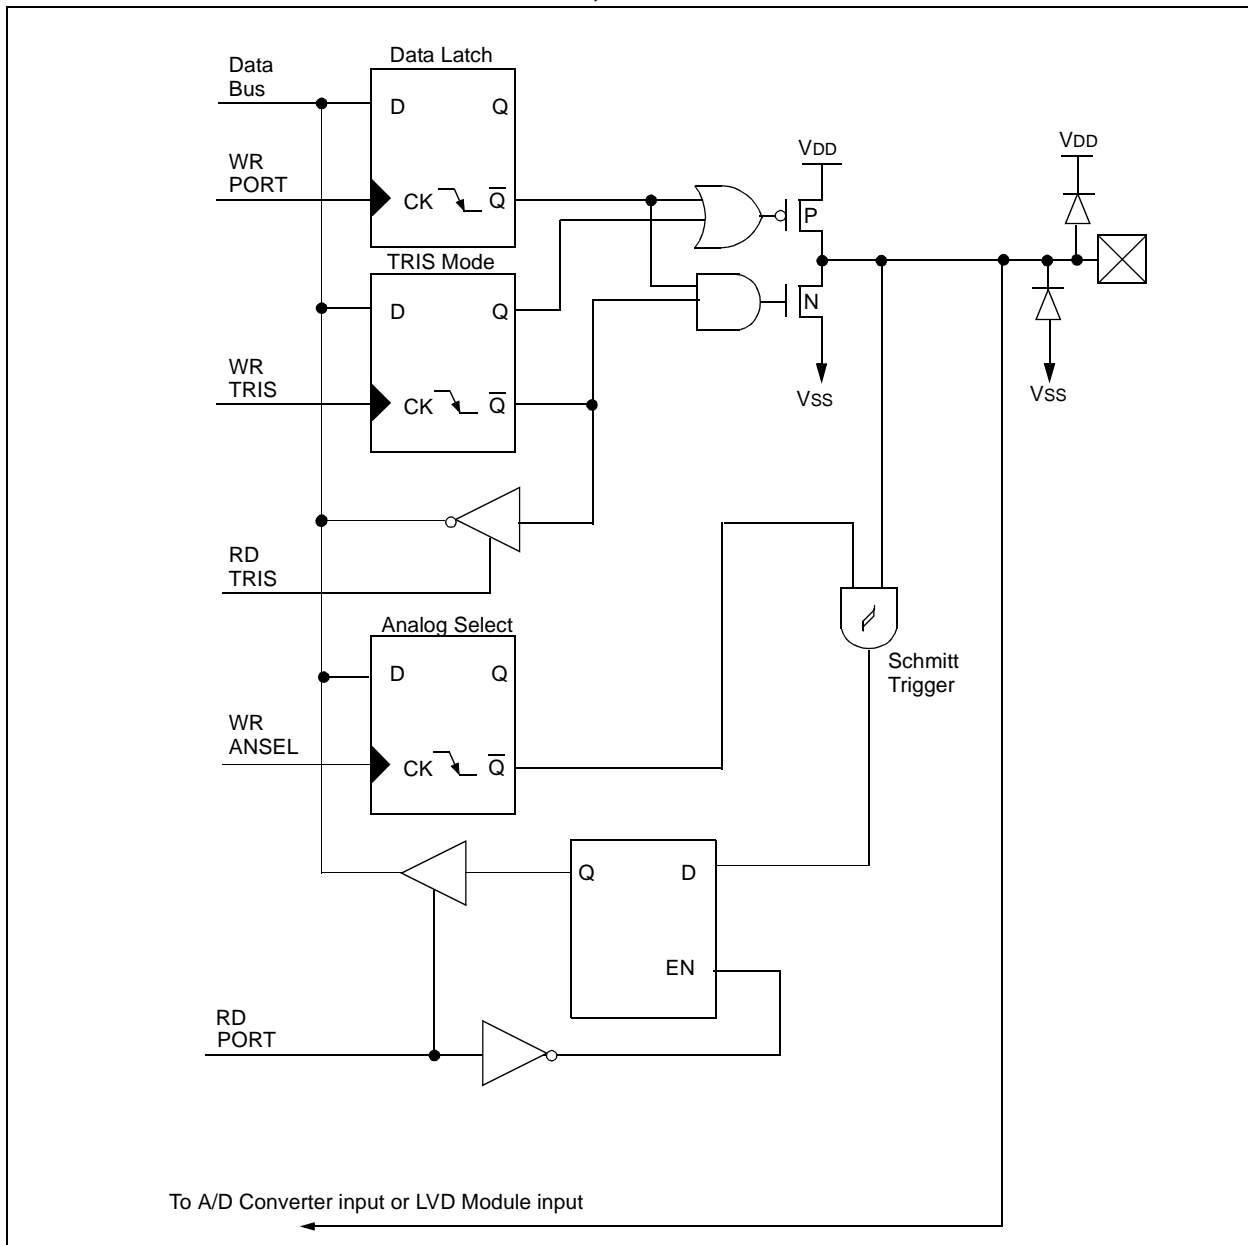 Data Latch
Data
Bus
D
Q
WR
PORT
CK
Q
VDD
VDD
P
TRIS Mode
D
Q
N
WR
TRIS
CK
Q
VSS
VSS
RD
TRIS
Analog Select
D
Q
Schmitt
Trigger
WR
ANSEL
CK
Q
Q
D
EN
RD
PORT
To A/D Converter input or LVD Module input